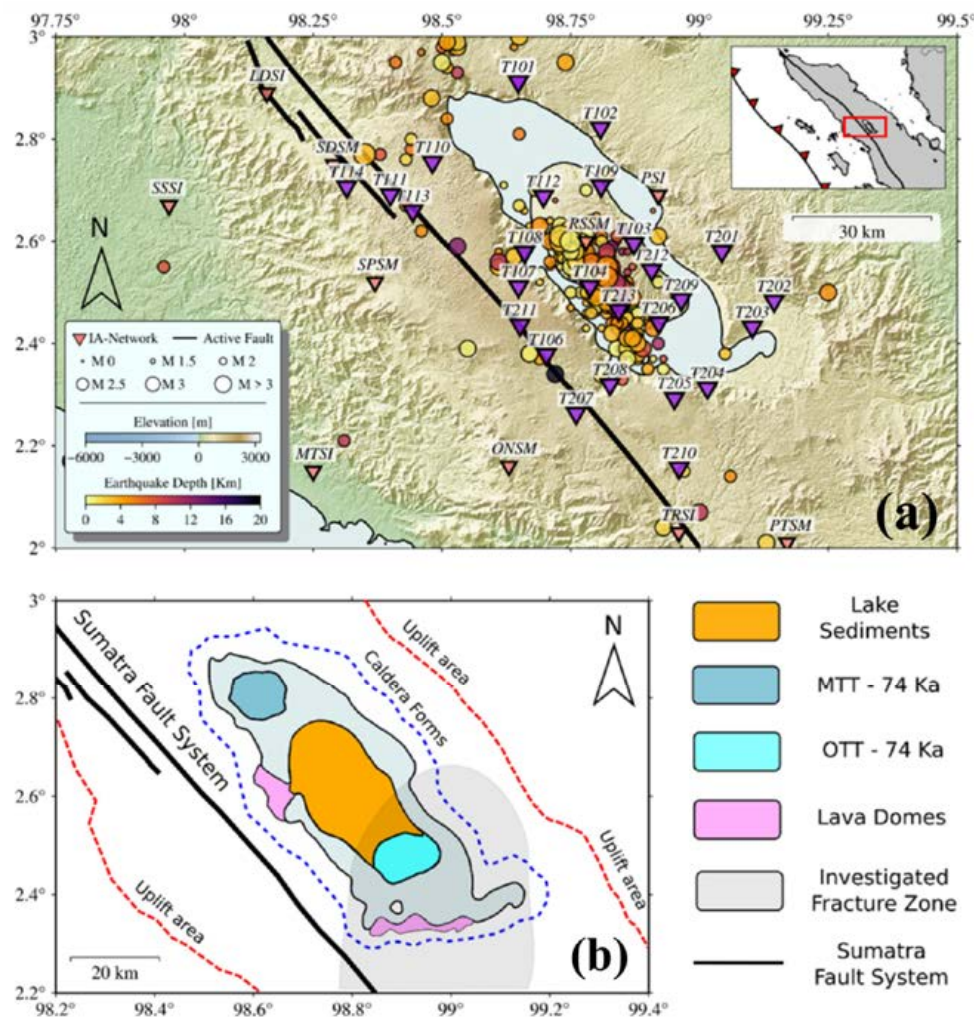 97.75° 98° 98.25° 98.5° 98.75° 99° 99.25° 99.5°
3°
2.8°
2.6°
2.4°
2.2°
2°
LDSI
T101
T102
SDSM
T110
T114
T111
T113
SSSI
T112
T109
PSI
30 km
N
RSSM
T103
T108
T212
T201
SPSM
T107
T104
T209
T202
T213
T206
T203
T211
T106
T208
T204
T205
T207
MTSI
ONSM
T210
TRSI
PTSM
(a)
IA-Network Active Fault
M 0 M 1.5 M 2
M 2.5 M 3 M > 3
Elevation [m]
-6000 -3000 0 3000
Earthquake Depth [Km]
0 4 8 12 16 20
3°
2.8°
2.6°
2.4°
2.2°
98.2° 98.4° 98.6° 98.8° 99° 99.2° 99.4°
Sumatra Fault System
Caldera Forms
Uplift area
Uplift area
Uplift area
N
20 km
(b)
Lake
Sediments
MTT - 74 Ka
OTT - 74 Ka
Lava Domes
Investigated
Fracture Zone
Sumatra
Fault System